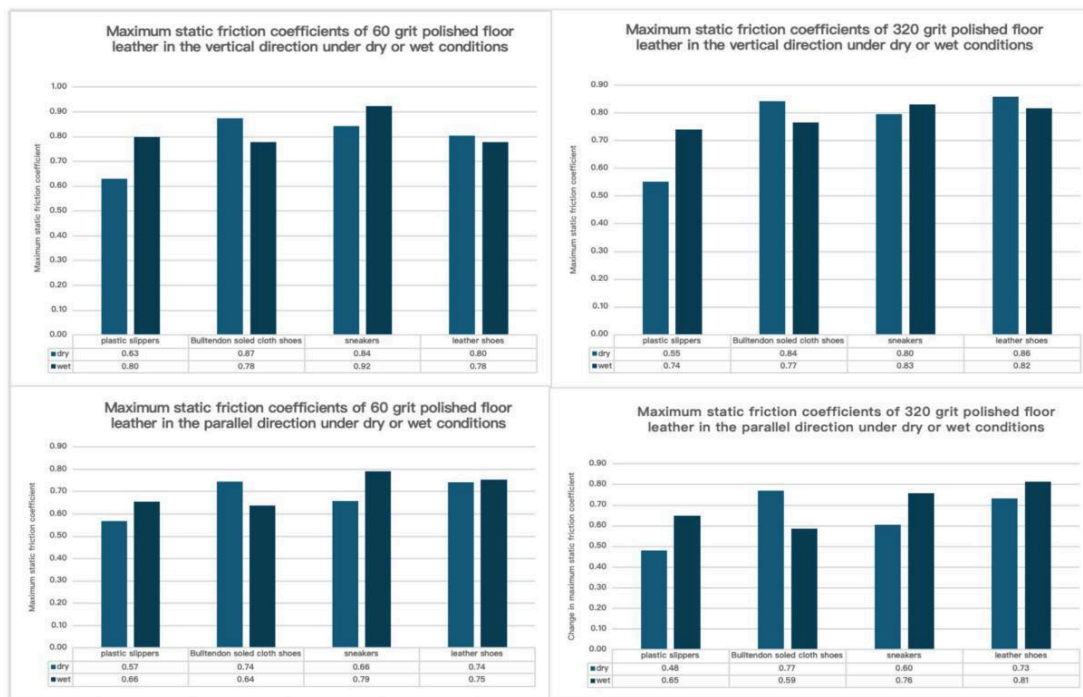 Maximum static friction coefficients of 60 grit polished floor
leather in the vertical direction under dry or wet conditions
Maximum static friction coefficient
1.00
0.90
0.80
0.70
0.60
0.50
0.40
0.30
0.20
0.10
0.00
plastic slippers Bulltendon soled cloth shoes sneakers leather shoes
dry 0.63 0.87 0.84 0.80
wet 0.80 0.78 0.92 0.78
Maximum static friction coefficients of 320 grit polished floor
leather in the vertical direction under dry or wet conditions
Maximum static friction coefficient
0.90
0.80
0.70
0.60
0.50
0.40
0.30
0.20
0.10
0.00
plastic slippers Bulltendon soled cloth shoes sneakers leather shoes
dry 0.55 0.84 0.80 0.86
wet 0.74 0.77 0.83 0.82
Maximum static friction coefficients of 60 grit polished floor
leather in the parallel direction under dry or wet conditions
Maximum static friction coefficient
0.90
0.80
0.70
0.60
0.50
0.40
0.30
0.20
0.10
0.00
plastic slippers Bulltendon soled cloth shoes sneakers leather shoes
dry 0.57 0.74 0.66 0.74
wet 0.66 0.64 0.79 0.75
Maximum static friction coefficients of 320 grit polished floor
leather in the parallel direction under dry or wet conditions
Change in maximum static friction coefficient
0.90
0.80
0.70
0.60
0.50
0.40
0.30
0.20
0.10
0.00
plastic slippers Bulltendon soled cloth shoes sneakers leather shoes
dry 0.48 0.77 0.60 0.73
wet 0.65 0.59 0.76 0.81